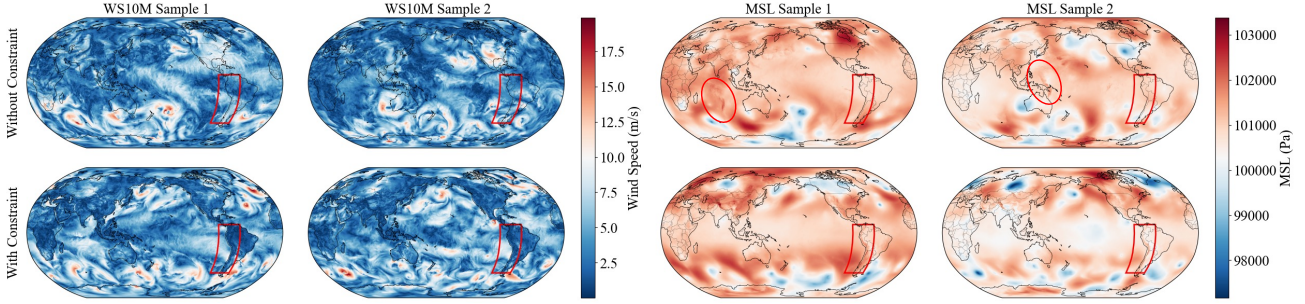 WS10M Sample 1
WS10M Sample 2
MSL Sample 1
MSL Sample 2
Without Constraint
With Constraint
17.5
15.0
12.5
10.0
7.5
5.0
2.5
Wind Speed (m/s)
103000
102000
101000
100000
99000
98000
MSL (Pa)